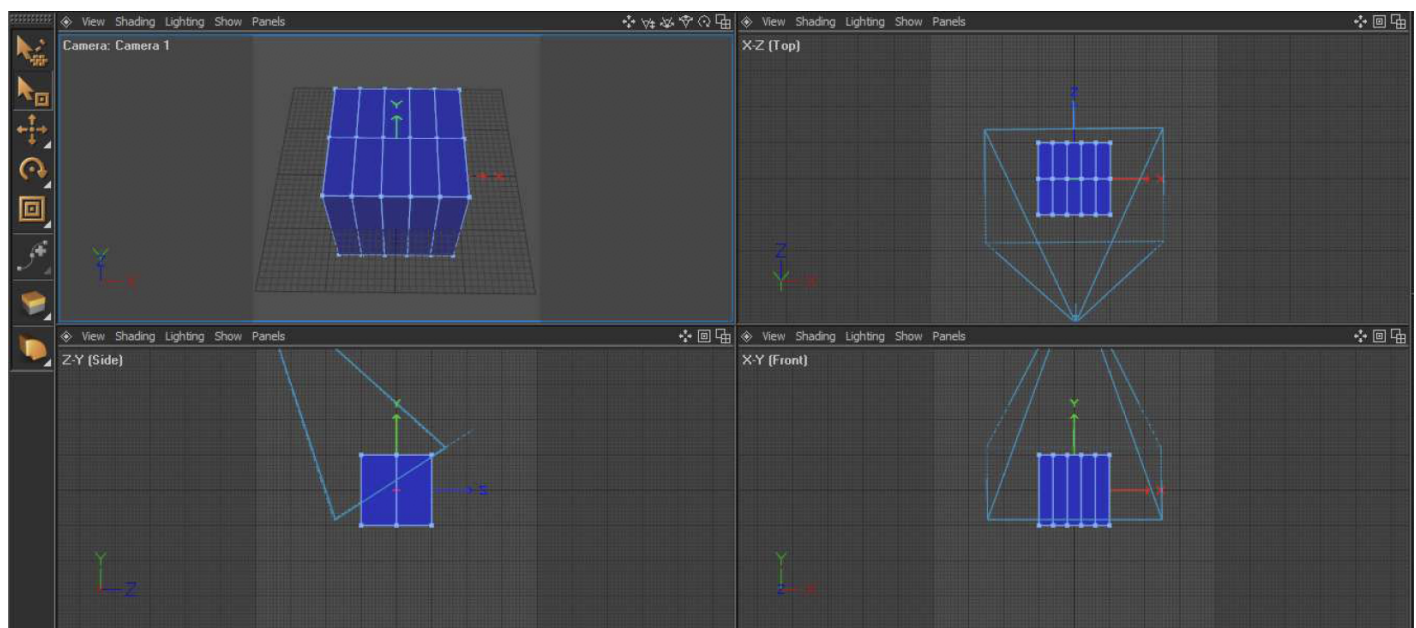 View Shading Lighting Show Panels
Camera: Camera 1
Y
X
Y
Z
X
View Shading Lighting Show Panels
X-Z (Top)
Z
X
Z
Y
X
View Shading Lighting Show Panels
Z-Y (Side)
Y
Z
Y
Z
View Shading Lighting Show Panels
X-Y (Front)
Y
X
Y
Z
X